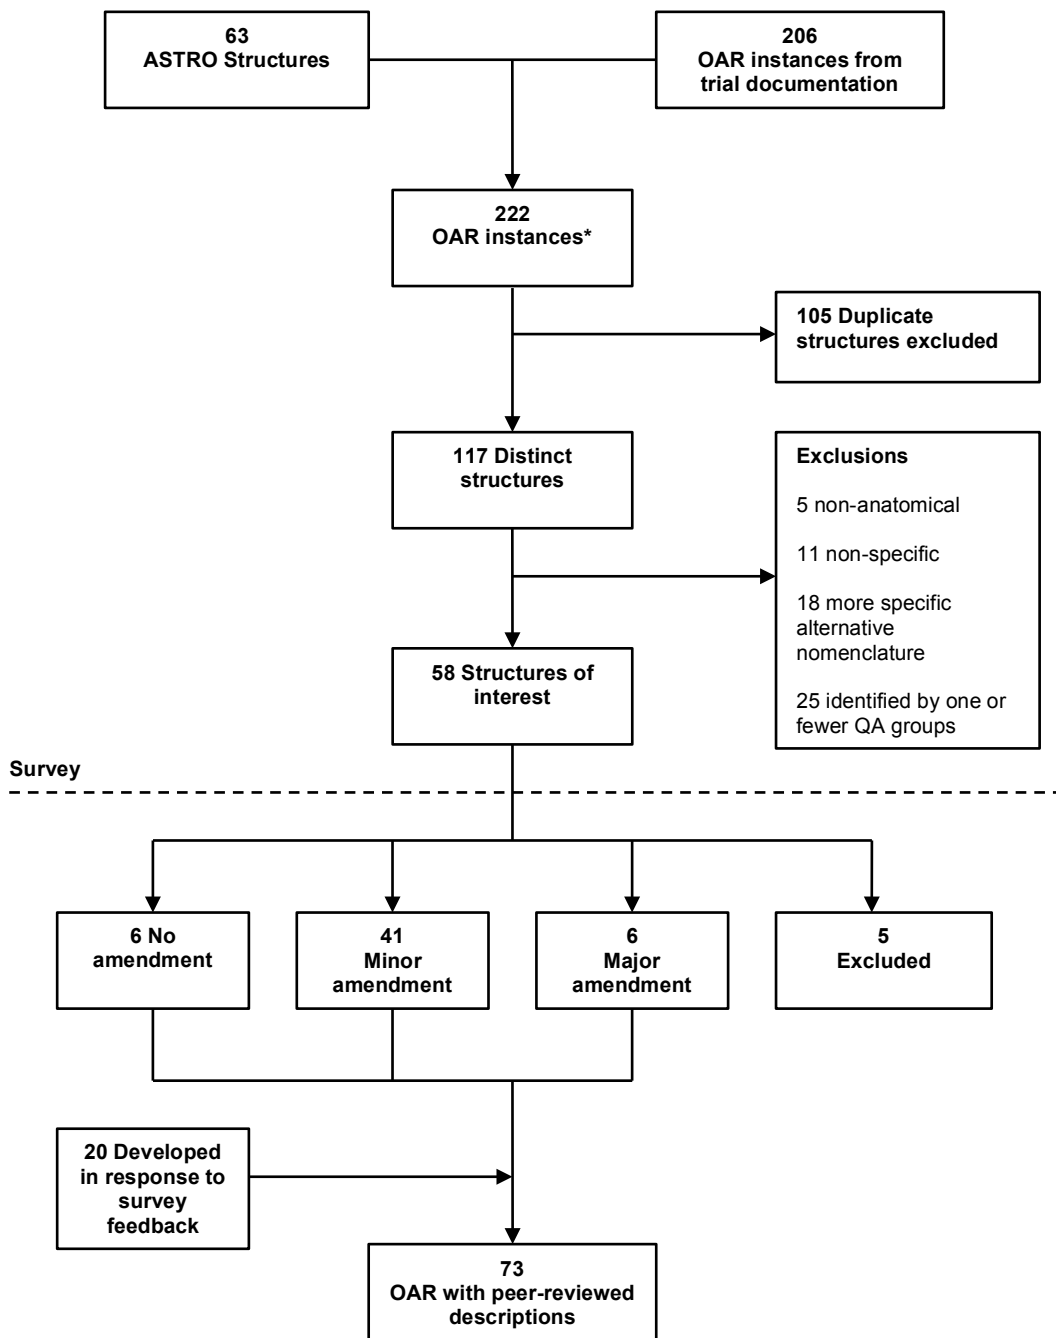 63
ASTRO Structures
206
OAR instances from
trial documentation
222
OAR instances*
105 Duplicate
structures excluded
117 Distinct
structures
Exclusions
5 non-anatomical
11 non-specific
18 more specific
alternative
nomenclature
25 identified by one or
fewer QA groups
58 Structures of
interest
Survey
6 No
amendment
41
Minor
amendment
6
Major
amendment
5
Excluded
20 Developed
in response to
survey
feedback
73
OAR with peer-reviewed
descriptions